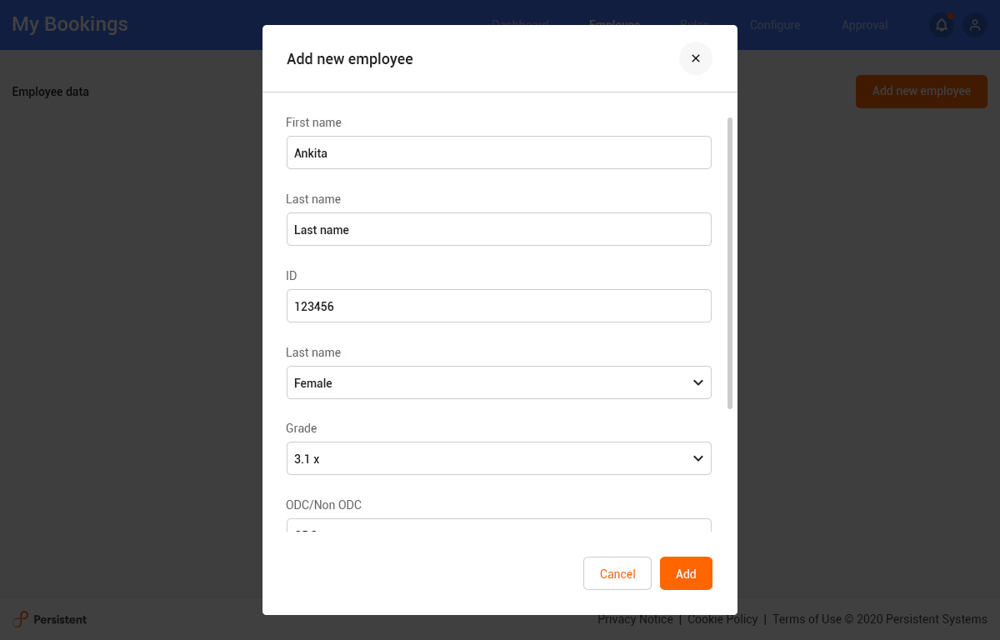 My Bookings
Dashboard Employee Rules Configure Approval
Add new employee
Employee data
Add new employee
First name
Ankita
Last name
Last name
ID
123456
Last name
Female
Grade
3.1 x
ODC/Non ODC
Cancel
Add
Persistent
Privacy Notice | Cookie Policy | Terms of Use © 2020 Persistent Systems